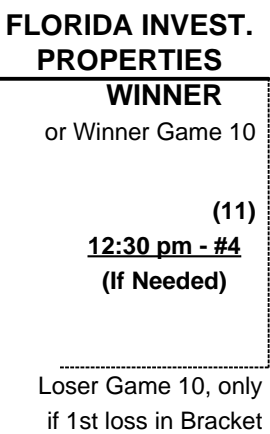 FLORIDA INVEST.
PROPERTIES
WINNER
or Winner Game 10
(11)
12:30 pm - #4
(If Needed)
Loser Game 10, only
if 1st loss in Bracket